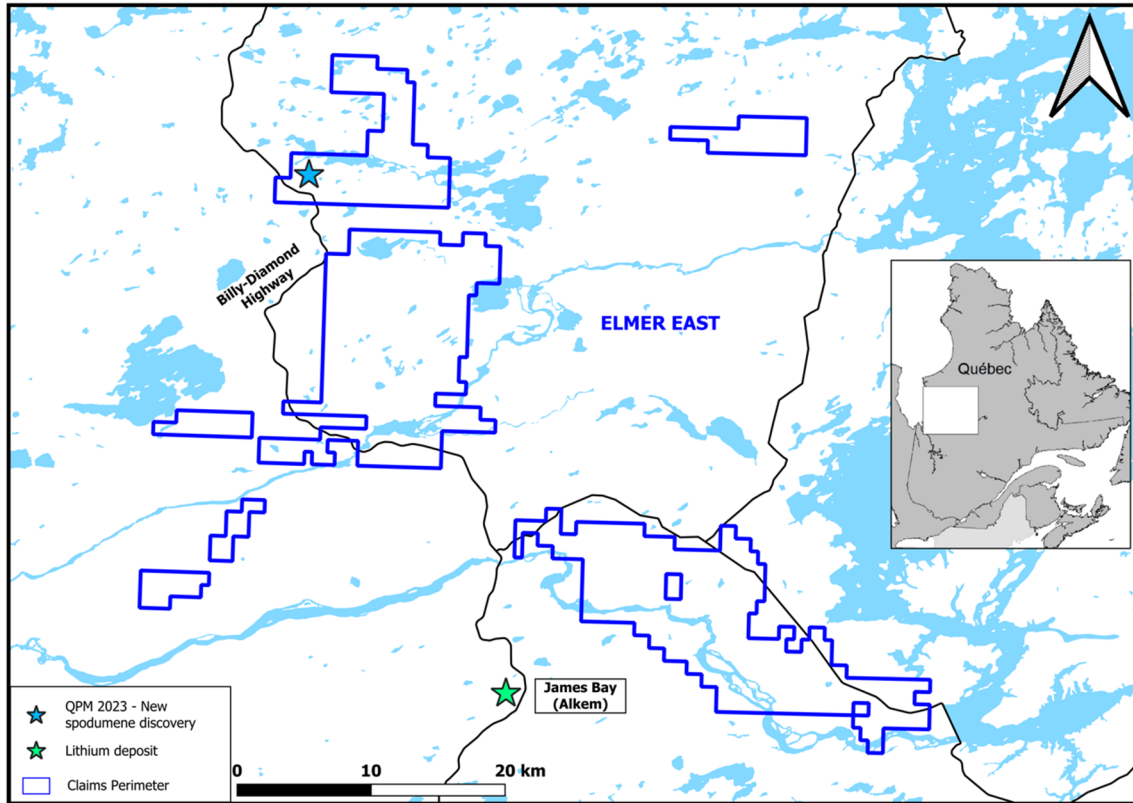 Billy-Diamond
Highway
ELMER EAST
Québec
James Bay
(Alkem)
QPM 2023 - New
spodumene discovery
Lithium deposit
Claims Perimeter
0 10 20 km